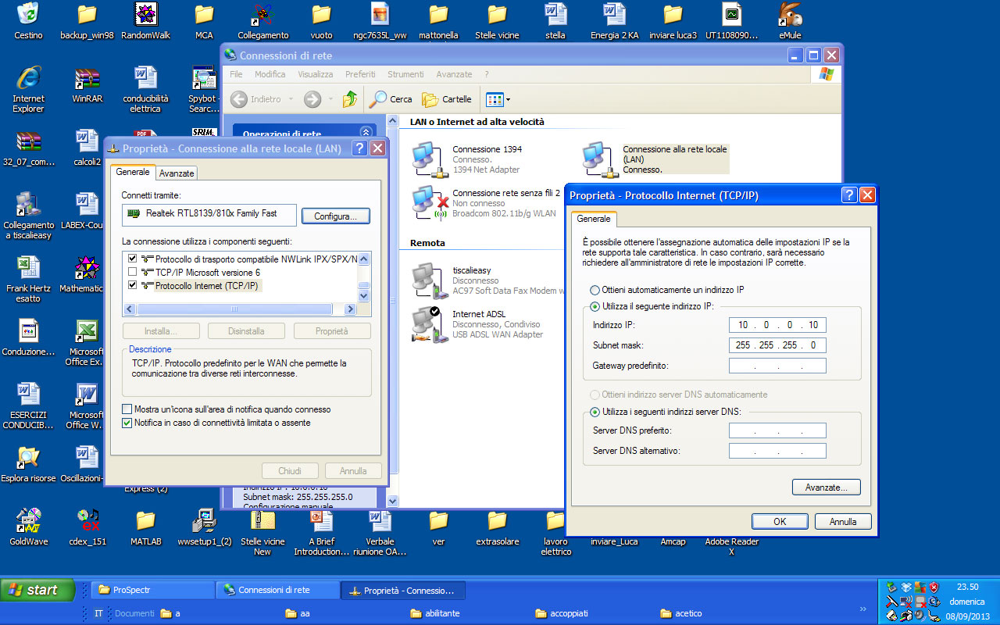 Cestino
backup_win98
RandomWalk
MCA
Collegamento
vuoto
ngc7635L_ww
mattonella
Stelle vicine
stella
Energia 2 KA
inviare luca3
UT1108090...
eMule
Internet
Explorer
WinRAR
conducibilità
elettrica
Spybot -
Searc...
32_07_com...
calcoli2
Collegamento
a tiscalieasy
LABEX-Cou
Frank Hertz
esatto
Mathematic
Conduzione...
Microsoft
Office Ex.
ESERCIZI
CONDUCIB...
Microsoft
Office W.
Esplora risorse
Oscillazioni-
Express (2)
GoldWave
cdex_151
MATLAB
wwsetup1_(2)
Stelle vicine
New
A Brief
Introduction...
Verbale
riunione OA...
ver
extrasolare
lavoro
elettrico
inviare_Luca
Amcap
Adobe Reader
X
Connessioni di rete
File
Modifica
Visualizza
Preferiti
Strumenti
Avanzate
?
Indietro
Cerca
Cartelle
Operazioni di rete
LAN o Internet ad alta velocità
Connessione 1394
Connesso.
1394 Net Adapter
Connessione alla rete locale
(LAN)
Connesso.
Connessione rete senza fili 2
Non connesso
Broadcom 802.11b/g WLAN
Remota
tiscalieasy
Disconnesso
AC97 Soft Data Fax Modem w
Internet ADSL
Disconnesso, Condiviso
USB ADSL WAN Adapter
Subnet mask: 255.255.255.0
Configurazione manuale
Proprietà - Connessione alla rete locale (LAN)
Generale
Avanzate
Connetti tramite:
Realtek RTL8139/810x Family Fast
Configura...
La connessione utilizza i componenti seguenti:
Protocollo di trasporto compatibile NWLink IPX/SPX/N
TCP/IP Microsoft versione 6
Protocollo Internet (TCP/IP)
Installa...
Disinstalla
Proprietà
Descrizione
TCP/IP. Protocollo predefinito per le WAN che permette la
comunicazione tra diverse reti interconnesse.
Mostra un'icona sull'area di notifica quando connesso
Notifica in caso di connettività limitata o assente
Chiudi
Annulla
Proprietà - Protocollo Internet (TCP/IP)
Generale
È possibile ottenere l'assegnazione automatica delle impostazioni IP se la
rete supporta tale caratteristica. In caso contrario, sarà necessario
richiedere all'amministratore di rete le impostazioni IP corrette.
Ottieni automaticamente un indirizzo IP
Utilizza il seguente indirizzo IP:
Indirizzo IP: 10 . 0 . 0 . 10
Subnet mask: 255 . 255 . 255 . 0
Gateway predefinito: . . .
Ottieni indirizzo server DNS automaticamente
Utilizza i seguenti indirizzi server DNS:
Server DNS preferito: . . .
Server DNS alternativo: . . .
Avanzate...
OK
Annulla
start
ProSpectr
Connessioni di rete
Proprietà - Connessio...
23.50
IT
Documenti
a
aa
abilitante
accoppiati
acetico
»
domenica
08/09/2013